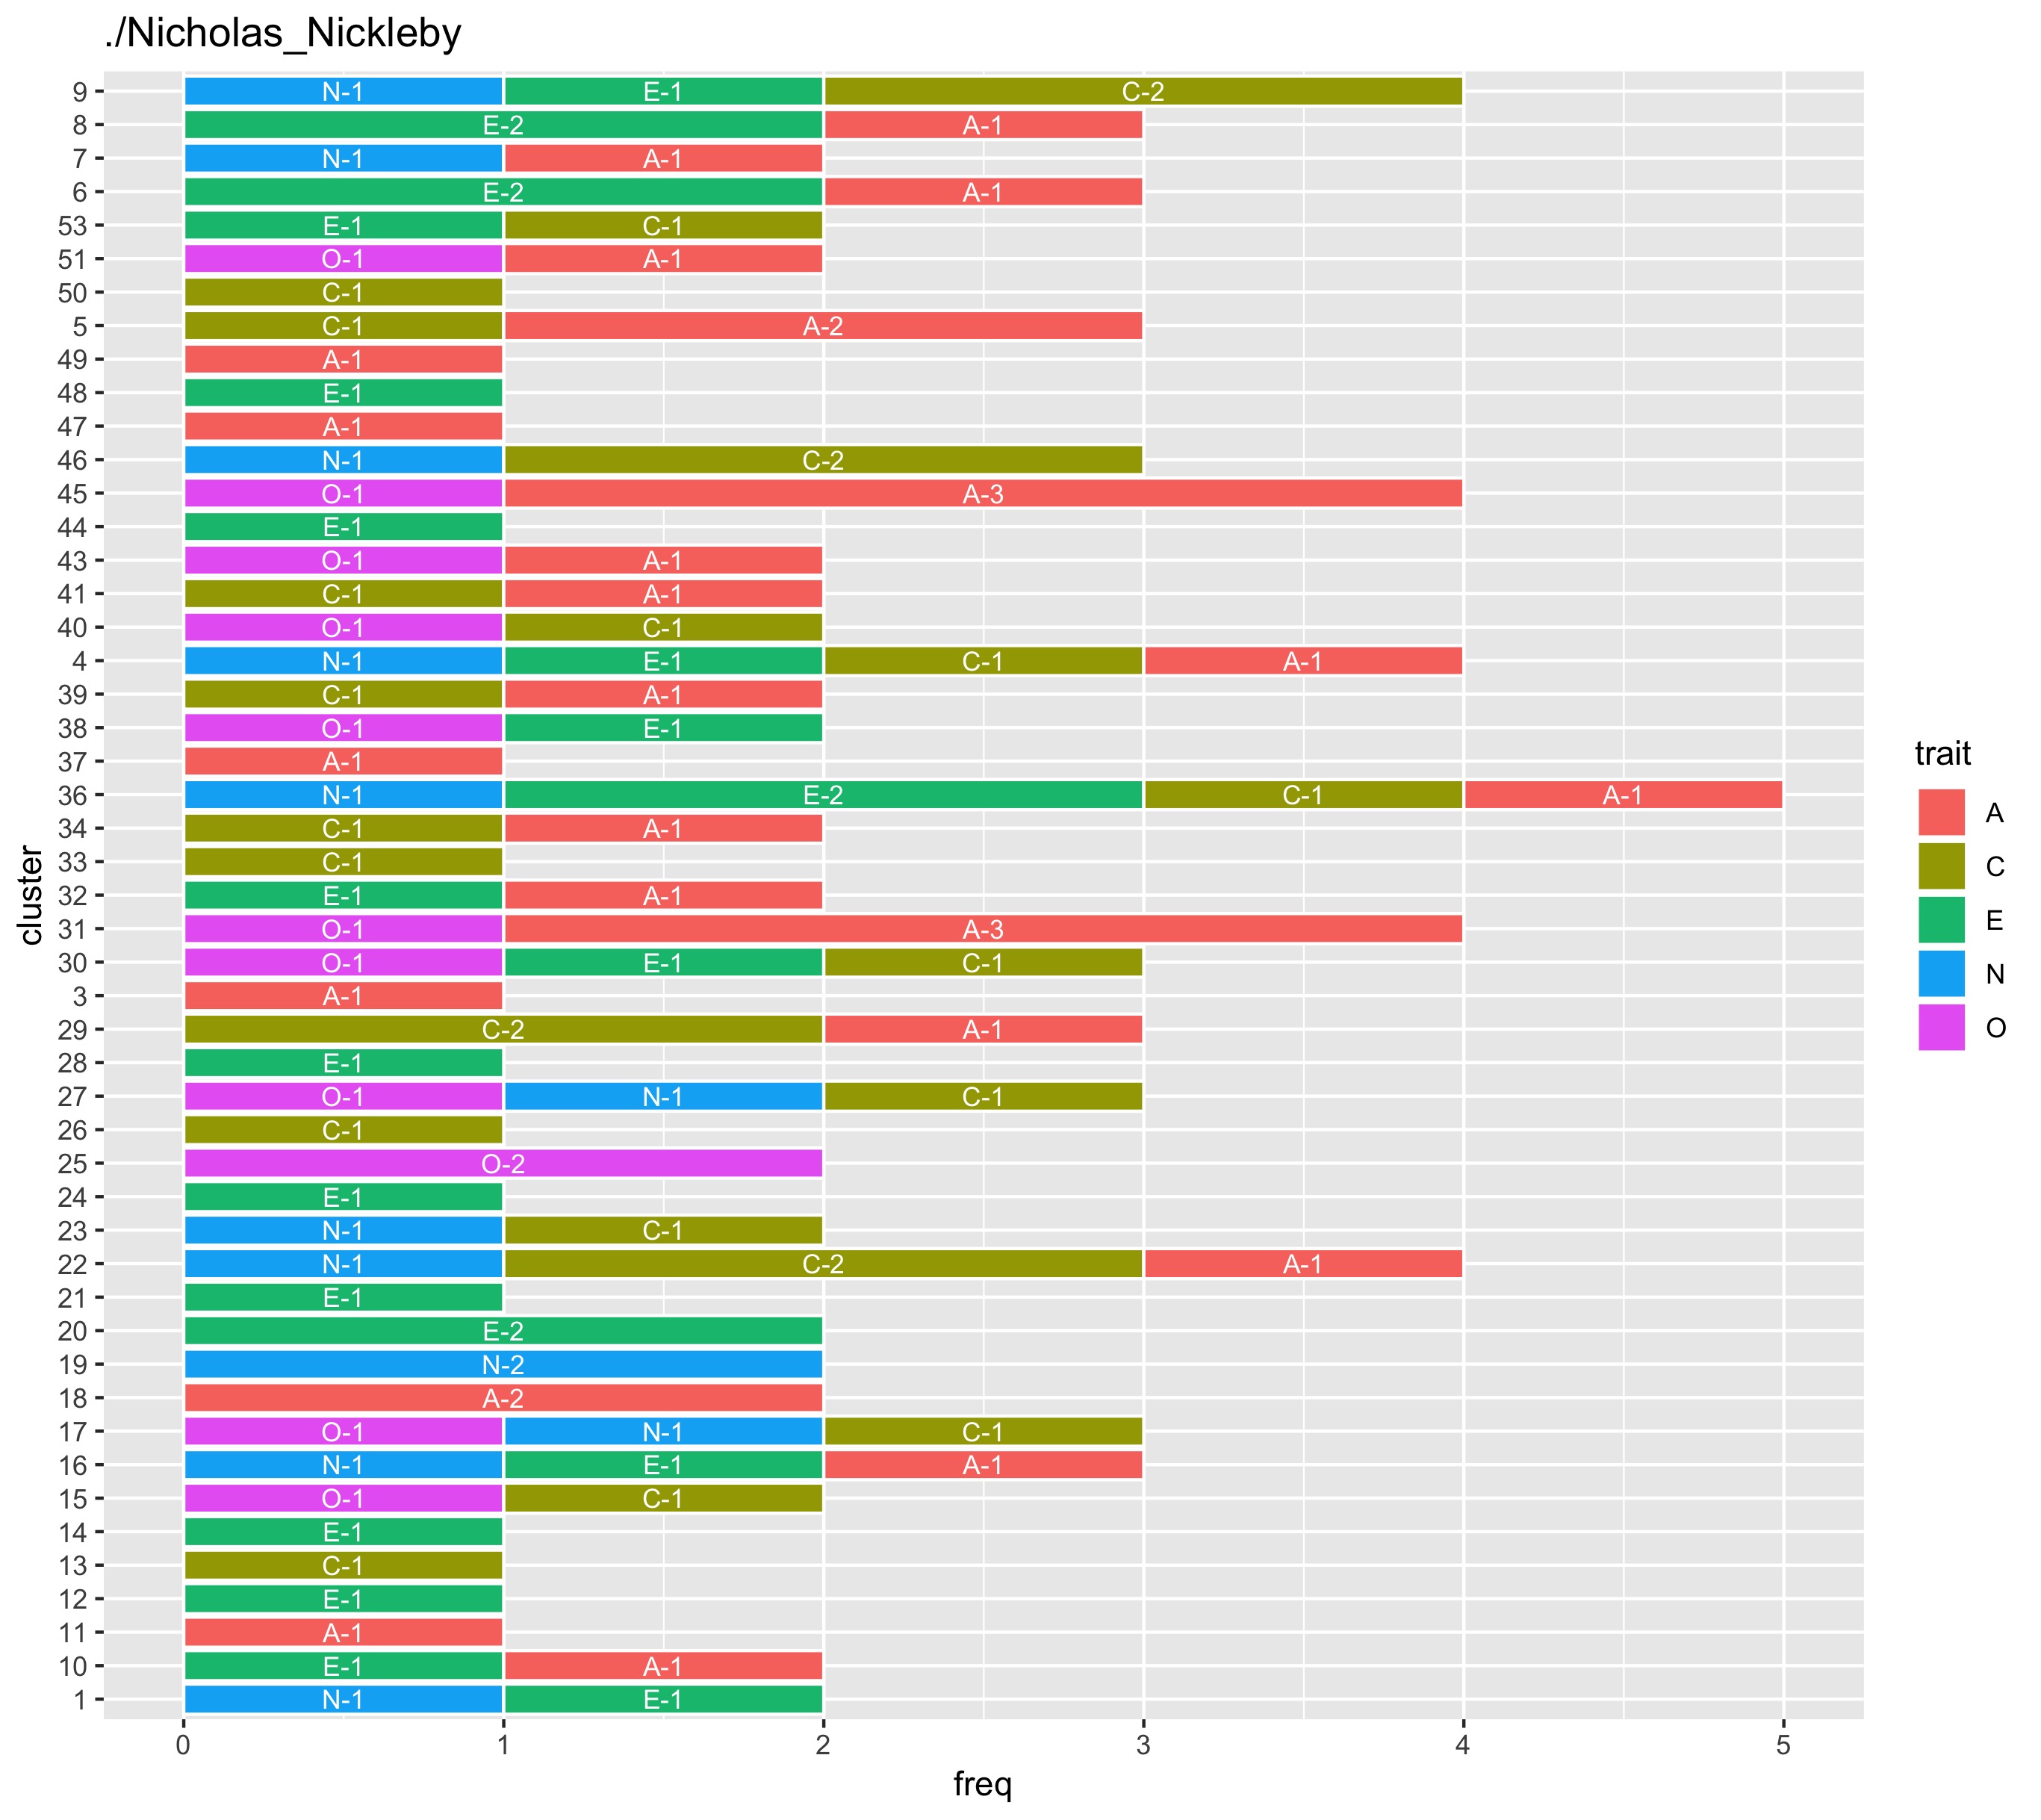 ./Nicholas_Nickleby
9 N-1 E-1 C-2
8 E-2 A-1
7 N-1 A-1
6 E-2 A-1
53 E-1 C-1
51 O-1 A-1
50 C-1
5 C-1 A-2
49 A-1
48 E-1
47 A-1
46 N-1 C-2
45 O-1 A-3
44 E-1
43 O-1 A-1
41 C-1 A-1
40 O-1 C-1
4 N-1 E-1 C-1 A-1
39 C-1 A-1
38 O-1 E-1
37 A-1
36 N-1 E-2 C-1 A-1
34 C-1 A-1
33 C-1
32 E-1 A-1
31 O-1 A-3
30 O-1 E-1 C-1
3 A-1
29 C-2 A-1
28 E-1
27 O-1 N-1 C-1
26 C-1
25 O-2
24 E-1
23 N-1 C-1
22 N-1 C-2 A-1
21 E-1
20 E-2
19 N-2
18 A-2
17 O-1 N-1 C-1
16 N-1 E-1 A-1
15 O-1 C-1
14 E-1
13 C-1
12 E-1
11 A-1
10 E-1 A-1
1 N-1 E-1
0 1 2 3 4 5
freq
cluster
trait
A
C
E
N
O